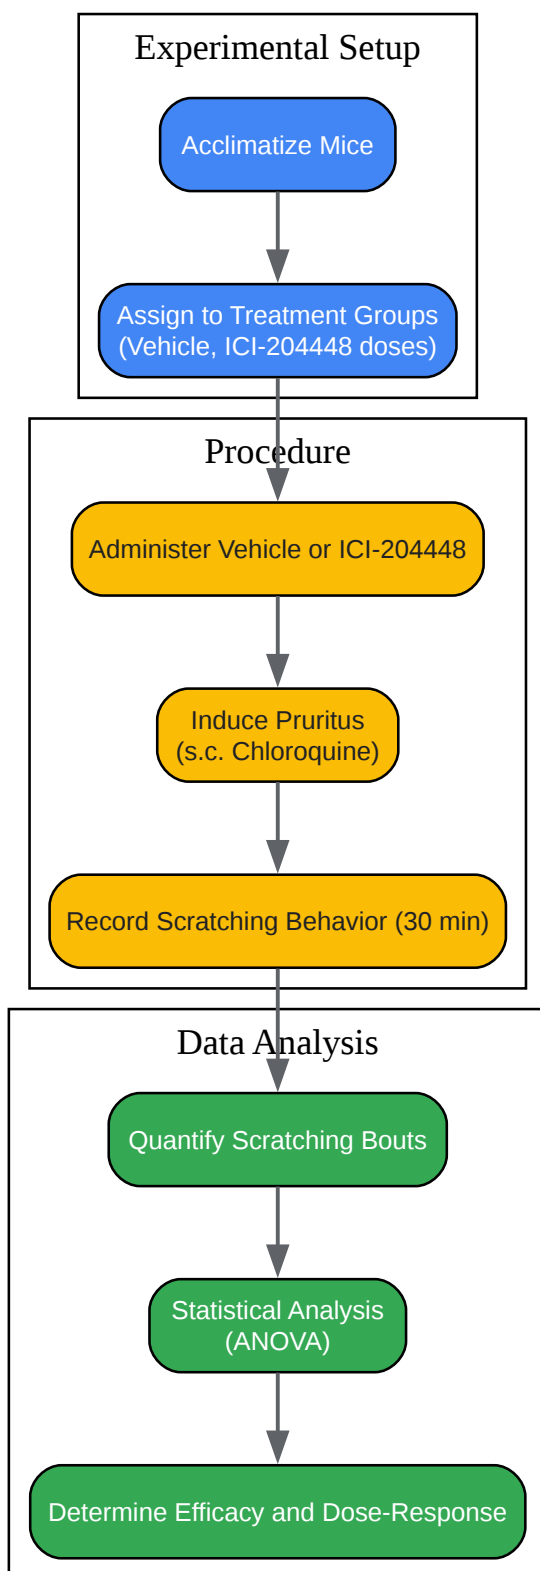 Experimental Setup
Acclimatize Mice
Assign to Treatment Groups
(Vehicle, ICI-204448 doses)
Procedure
Administer Vehicle or ICI-204448
Induce Pruritus
(s.c. Chloroquine)
Record Scratching Behavior (30 min)
Data Analysis
Quantify Scratching Bouts
Statistical Analysis
(ANOVA)
Determine Efficacy and Dose-Response